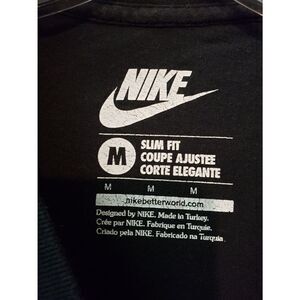 NIKE
M
SLIM FIT
COUPE AJUSTEE
CORTE ELEGANTE
M M M
nikebetterworld.com
Designed by NIKE. Made in Turkey.
Crée par NIKE. Fabriqué en Turquie.
Criado pela NIKE. Fabricado na Turquia.